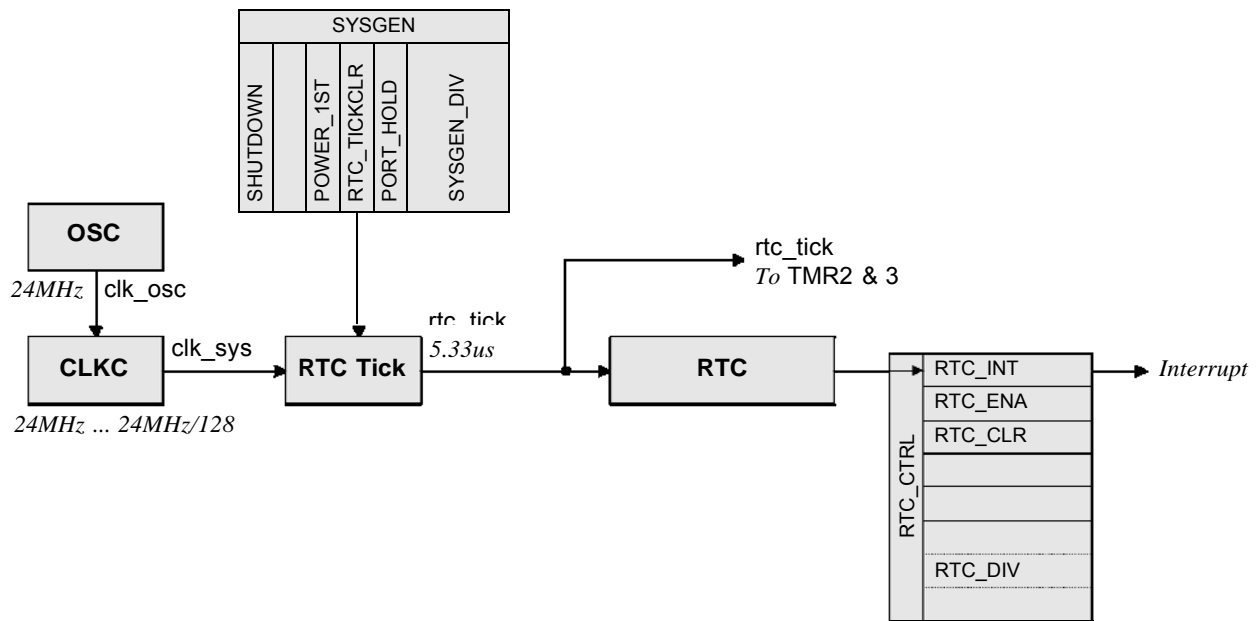 SYSGEN
SHUTDOWN
POWER_1ST
RTC_TICKCLR
PORT_HOLD
SYSGEN_DIV
OSC
24MHz clk_osc
CLKC
24MHz ... 24MHz/128
clk_sys
RTC Tick
rtc_tick
5.33us
rtc_tick
To TMR2 & 3
RTC
RTC_CTRL
RTC_INT
RTC_ENA
RTC_CLR
RTC_DIV
Interrupt